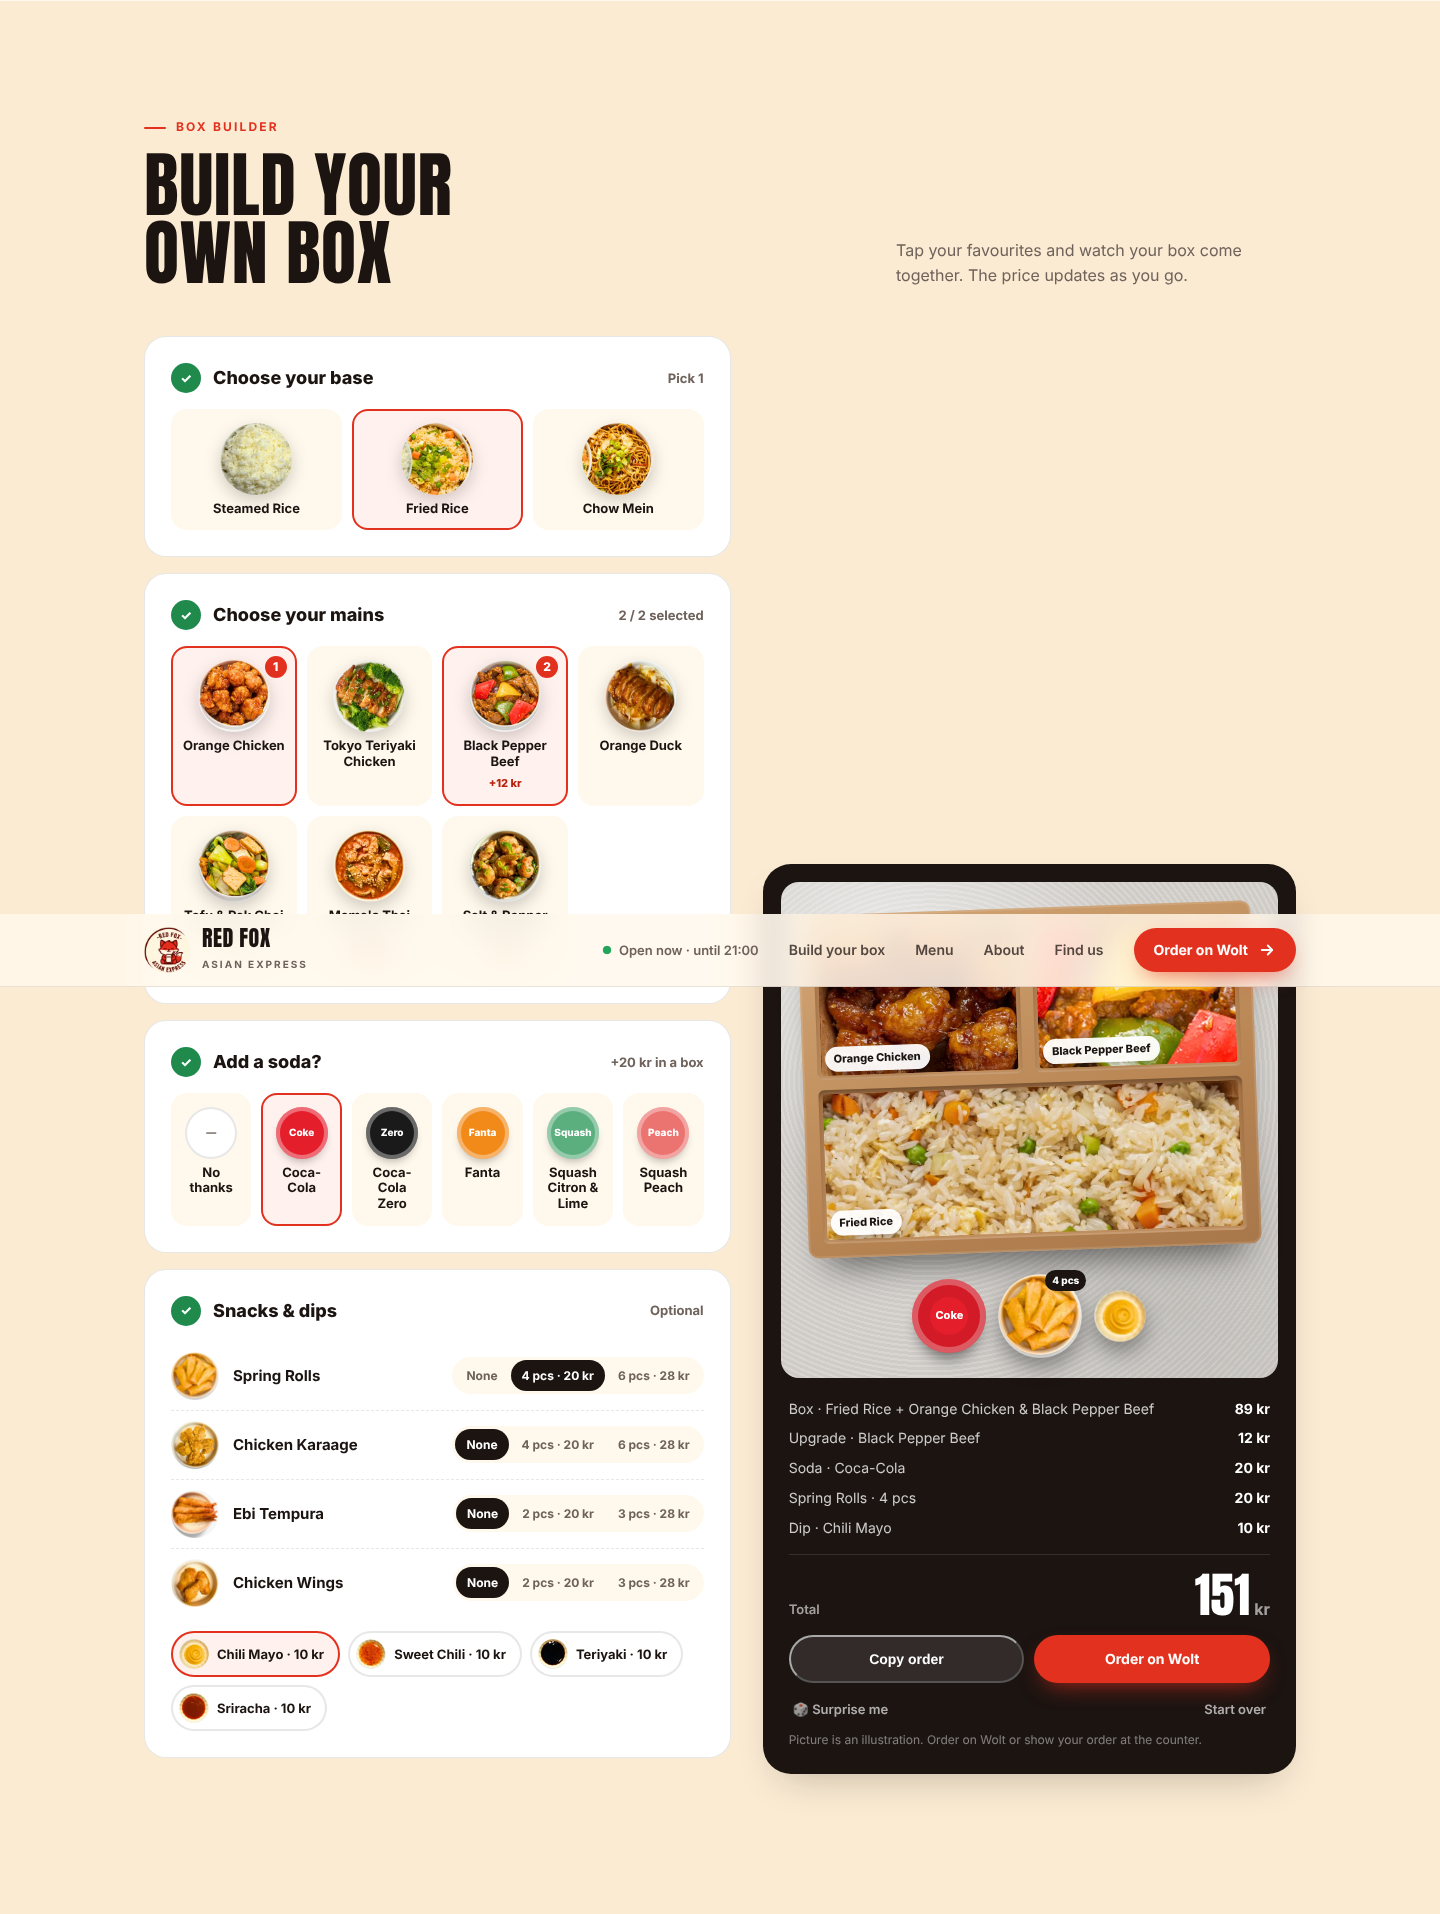 BOX BUILDER
BUILD YOUR
OWN BOX
Tap your favourites and watch your box come
together. The price updates as you go.
Choose your base
Pick 1
Steamed Rice
Fried Rice
Chow Mein
Choose your mains
2 / 2 selected
1
2
Orange Chicken
Tokyo Teriyaki
Chicken
Black Pepper
Beef
+12 kr
Orange Duck
RED FOX
ASIAN EXPRESS
Open now · until 21:00
Build your box
Menu
About
Find us
Order on Wolt
Add a soda?
+20 kr in a box
No
thanks
Coke
Coca-
Cola
Zero
Coca-
Cola
Zero
Fanta
Fanta
Squash
Squash
Citron &
Lime
Peach
Squash
Peach
Snacks & dips
Optional
Spring Rolls
None
4 pcs · 20 kr
6 pcs · 28 kr
Chicken Karaage
None
4 pcs · 20 kr
6 pcs · 28 kr
Ebi Tempura
None
2 pcs · 20 kr
3 pcs · 28 kr
Chicken Wings
None
2 pcs · 20 kr
3 pcs · 28 kr
Chili Mayo · 10 kr
Sweet Chili · 10 kr
Teriyaki · 10 kr
Sriracha · 10 kr
Orange Chicken
Black Pepper Beef
Fried Rice
Coke
4 pcs
Box · Fried Rice + Orange Chicken & Black Pepper Beef
89 kr
Upgrade · Black Pepper Beef
12 kr
Soda · Coca-Cola
20 kr
Spring Rolls · 4 pcs
20 kr
Dip · Chili Mayo
10 kr
Total
151 kr
Copy order
Order on Wolt
Surprise me
Start over
Picture is an illustration. Order on Wolt or show your order at the counter.